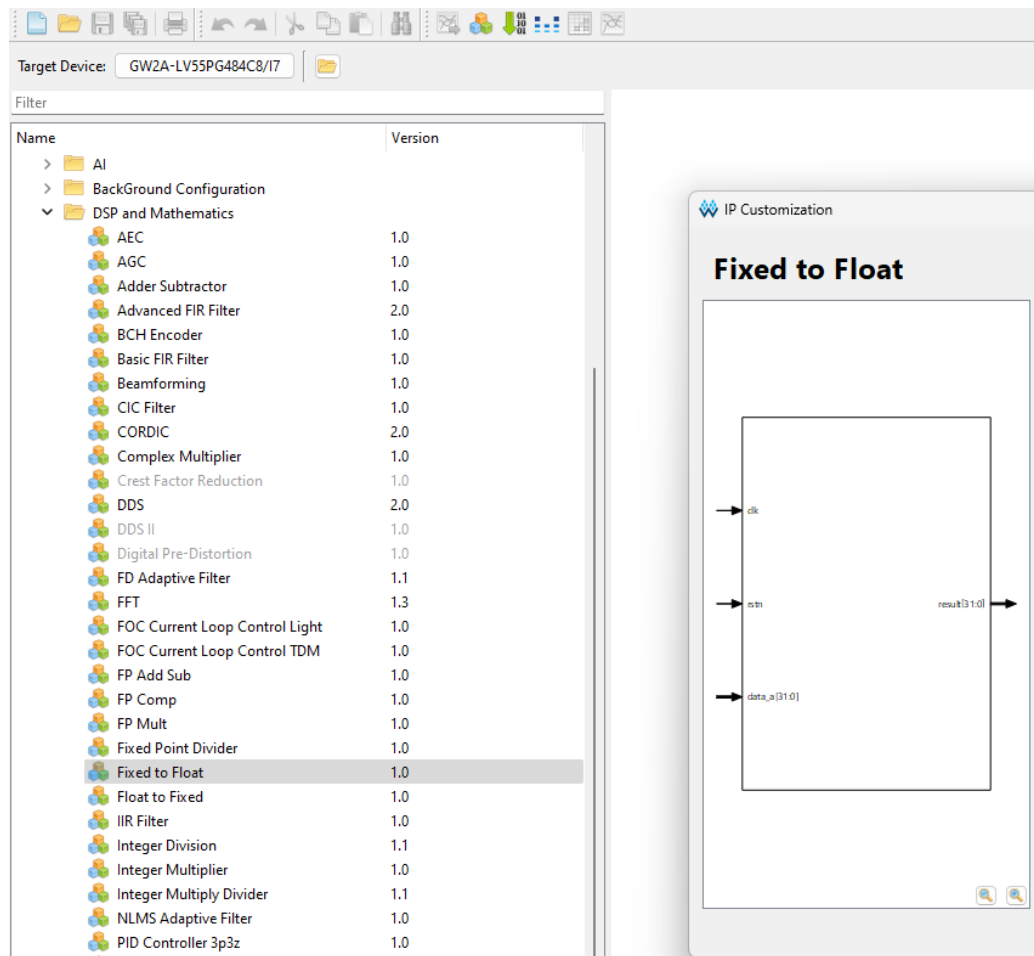 Target Device: GW2A-LV55PG484C8/I7
Filter
Name Version
AI
BackGround Configuration
DSP and Mathematics
AEC 1.0
AGC 1.0
Adder Subtractor 1.0
Advanced FIR Filter 2.0
BCH Encoder 1.0
Basic FIR Filter 1.0
Beamforming 1.0
CIC Filter 1.0
CORDIC 2.0
Complex Multiplier 1.0
Crest Factor Reduction 1.0
DDS 2.0
DDS II 1.0
Digital Pre-Distortion 1.0
FD Adaptive Filter 1.1
FFT 1.3
FOC Current Loop Control Light 1.0
FOC Current Loop Control TDM 1.0
FP Add Sub 1.0
FP Comp 1.0
FP Mult 1.0
Fixed Point Divider 1.0
Fixed to Float 1.0
Float to Fixed 1.0
IIR Filter 1.0
Integer Division 1.1
Integer Multiplier 1.0
Integer Multiply Divider 1.1
NLMS Adaptive Filter 1.0
PID Controller 3p3z 1.0
IP Customization
Fixed to Float
clk
rstn
result[31:0]
data_a[31:0]